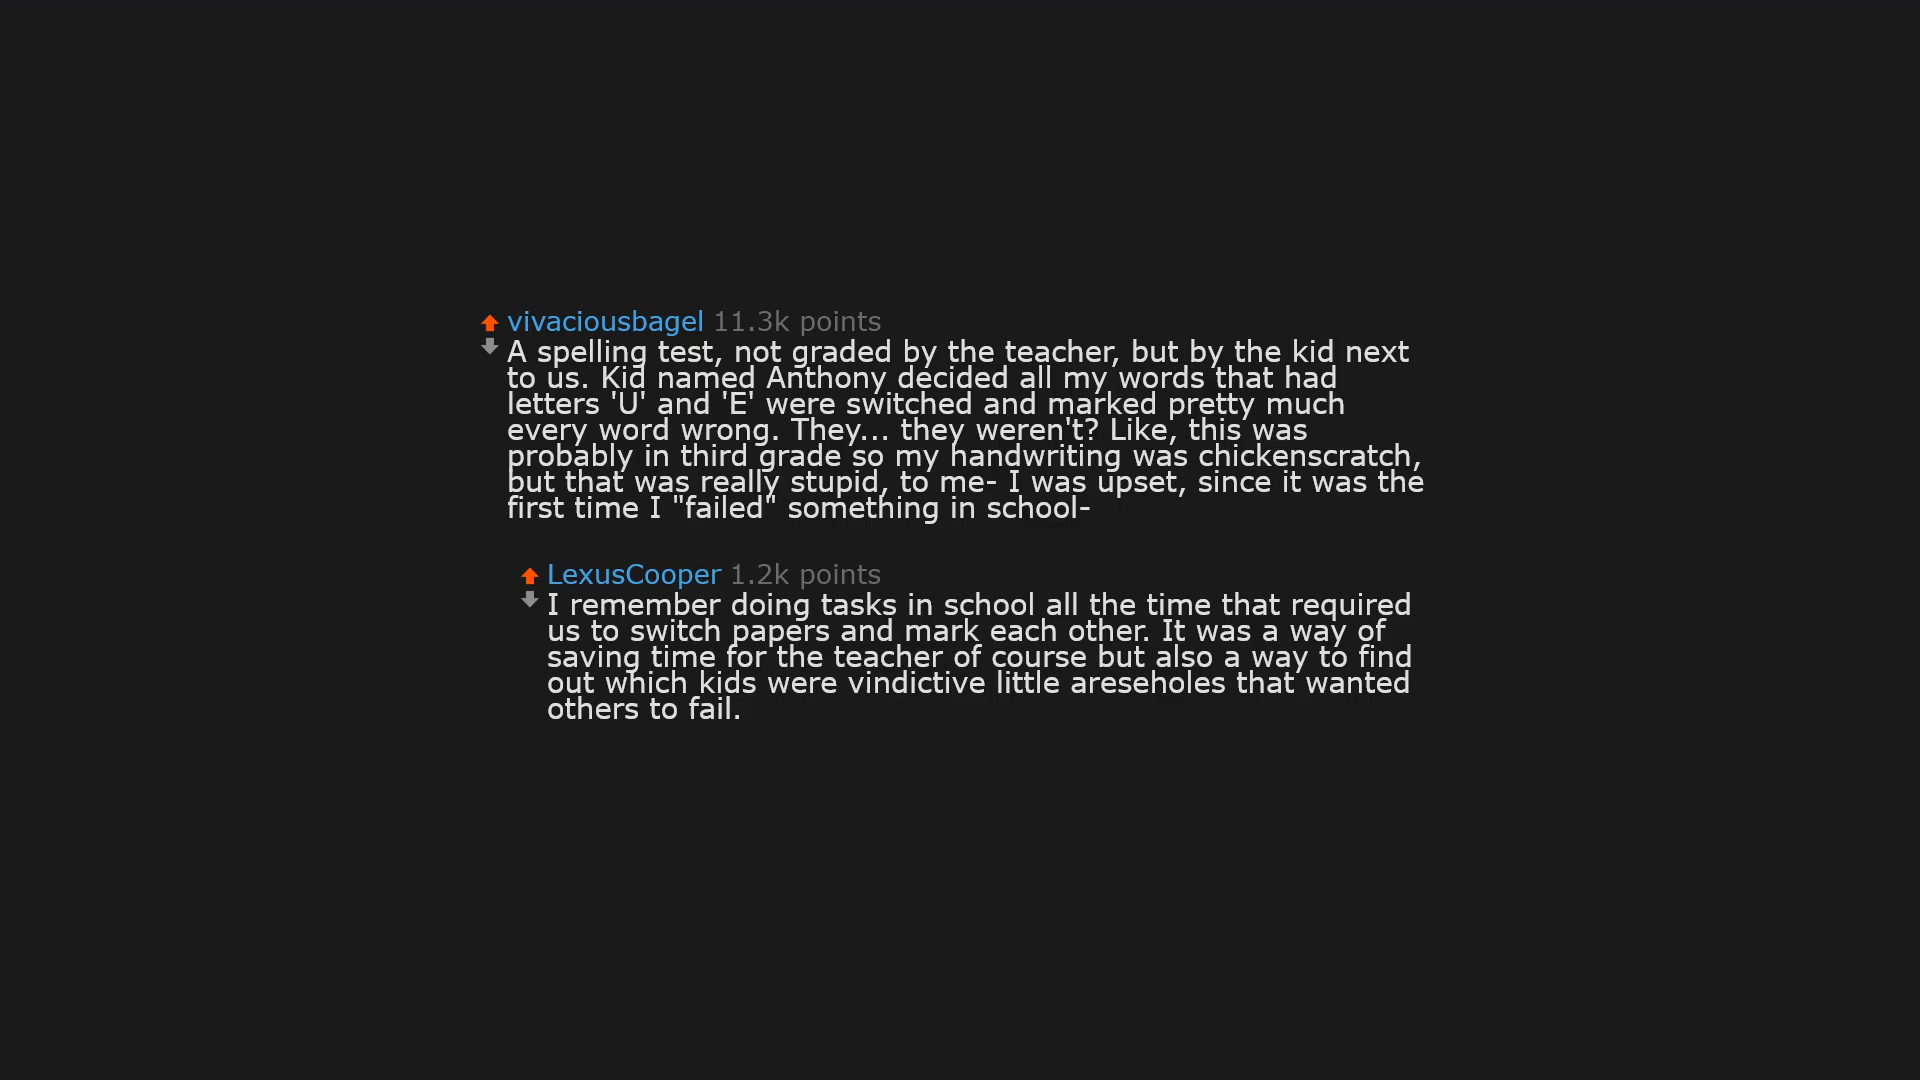 vivaciousbagel 11.3k points
A spelling test, not graded by the teacher, but by the kid next
to us. Kid named Anthony decided all my words that had
letters 'U' and 'E' were switched and marked pretty much
every word wrong. They... they weren't? Like, this was
probably in third grade so my handwriting was chickenscratch,
but that was really stupid, to me- I was upset, since it was the
first time I "failed" something in school-
LexusCooper 1.2k points
I remember doing tasks in school all the time that required
us to switch papers and mark each other. It was a way of
saving time for the teacher of course but also a way to find
out which kids were vindictive little areseholes that wanted
others to fail.